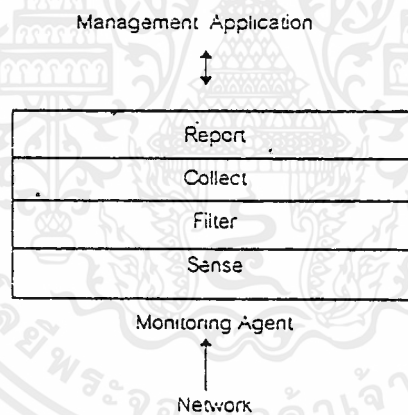 Management Application
Report
Collect
Filter
Sense
Monitoring Agent
Network